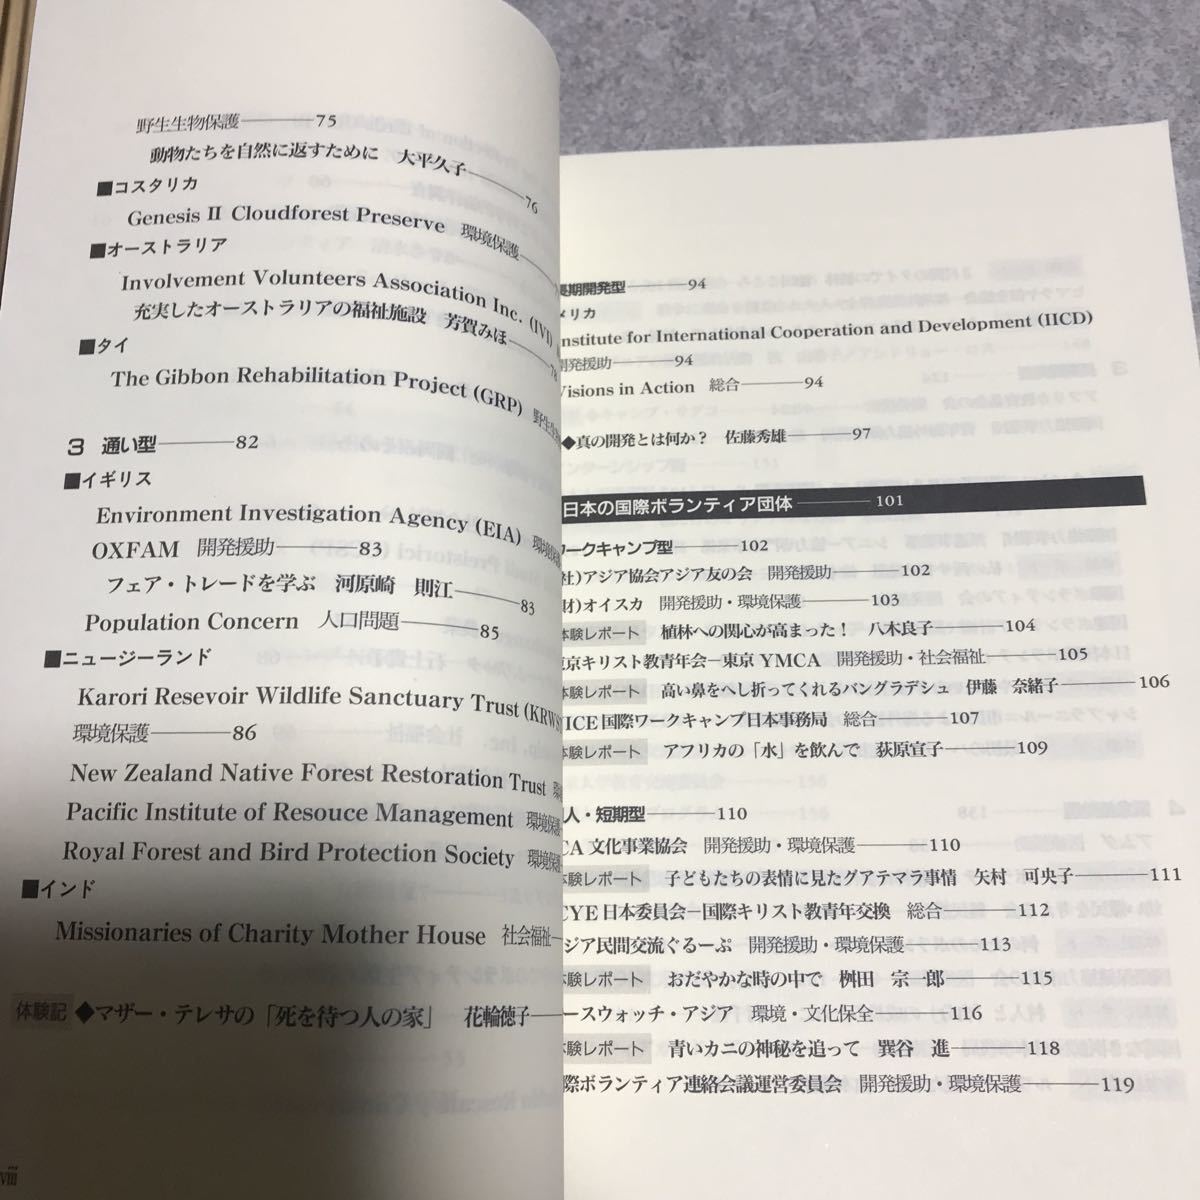 野生生物保護———75
動物たちを自然に返すために　大平久子———76
■コスタリカ
Genesis II Cloudforest Preserve　環境保護
■オーストラリア
Involvement Volunteers Association Inc. (IVI)
充実したオーストラリアの福祉施設　芳賀みほ———78
■タイ
The Gibbon Rehabilitation Project (GRP)　野生生
3　通い型———82
■イギリス
Environment Investigation Agency (EIA)　環境保
OXFAM　開発援助———83
フェア・トレードを学ぶ　河原崎　則江———83
Population Concern　人口問題———85
■ニュージーランド
Karori Resevoir Wildlife Sanctuary Trust (KRWS
環境保護———86
New Zealand Native Forest Restoration Trust
Pacific Institute of Resouce Management　環境保護
Royal Forest and Bird Protection Society　環境保護
■インド
Missionaries of Charity Mother House　社会福祉
体験記　◆マザー・テレサの「死を待つ人の家」　花輪徳子
viii
長期開発型———94
メリカ
nstitute for International Cooperation and Development (IICD)
開発援助———94
Visions in Action　総合———94
◆真の開発とは何か？　佐藤秀雄———97
日本の国際ボランティア団体———101
ワークキャンプ型———102
社)アジア協会アジア友の会　開発援助———102
財)オイスカ　開発援助・環境保護———103
体験レポート　植林への関心が高まった！　八木良子———104
東京キリスト教青年会－東京YMCA　開発援助・社会福祉———105
体験レポート　高い鼻をへし折ってくれるバングラデシュ　伊藤　奈緒子———106
VICE国際ワークキャンプ日本事務局　総合———107
体験レポート　アフリカの「水」を飲んで　荻原宣子———109
個人・短期型———110
CA文化事業協会　開発援助・環境保護———110
体験レポート　子どもたちの表情に見たグアテマラ事情　矢村　可央子———111
CYE日本委員会－国際キリスト教青年交換　総合———112
ジア民間交流ぐるーぷ　開発援助・環境保護———113
体験レポート　おだやかな時の中で　桝田　宗一郎———115
ースウォッチ・アジア　環境・文化保全———116
体験レポート　青いカニの神秘を追って　巽谷　進———118
際ボランティア連絡会議運営委員会　開発援助・環境保護———119